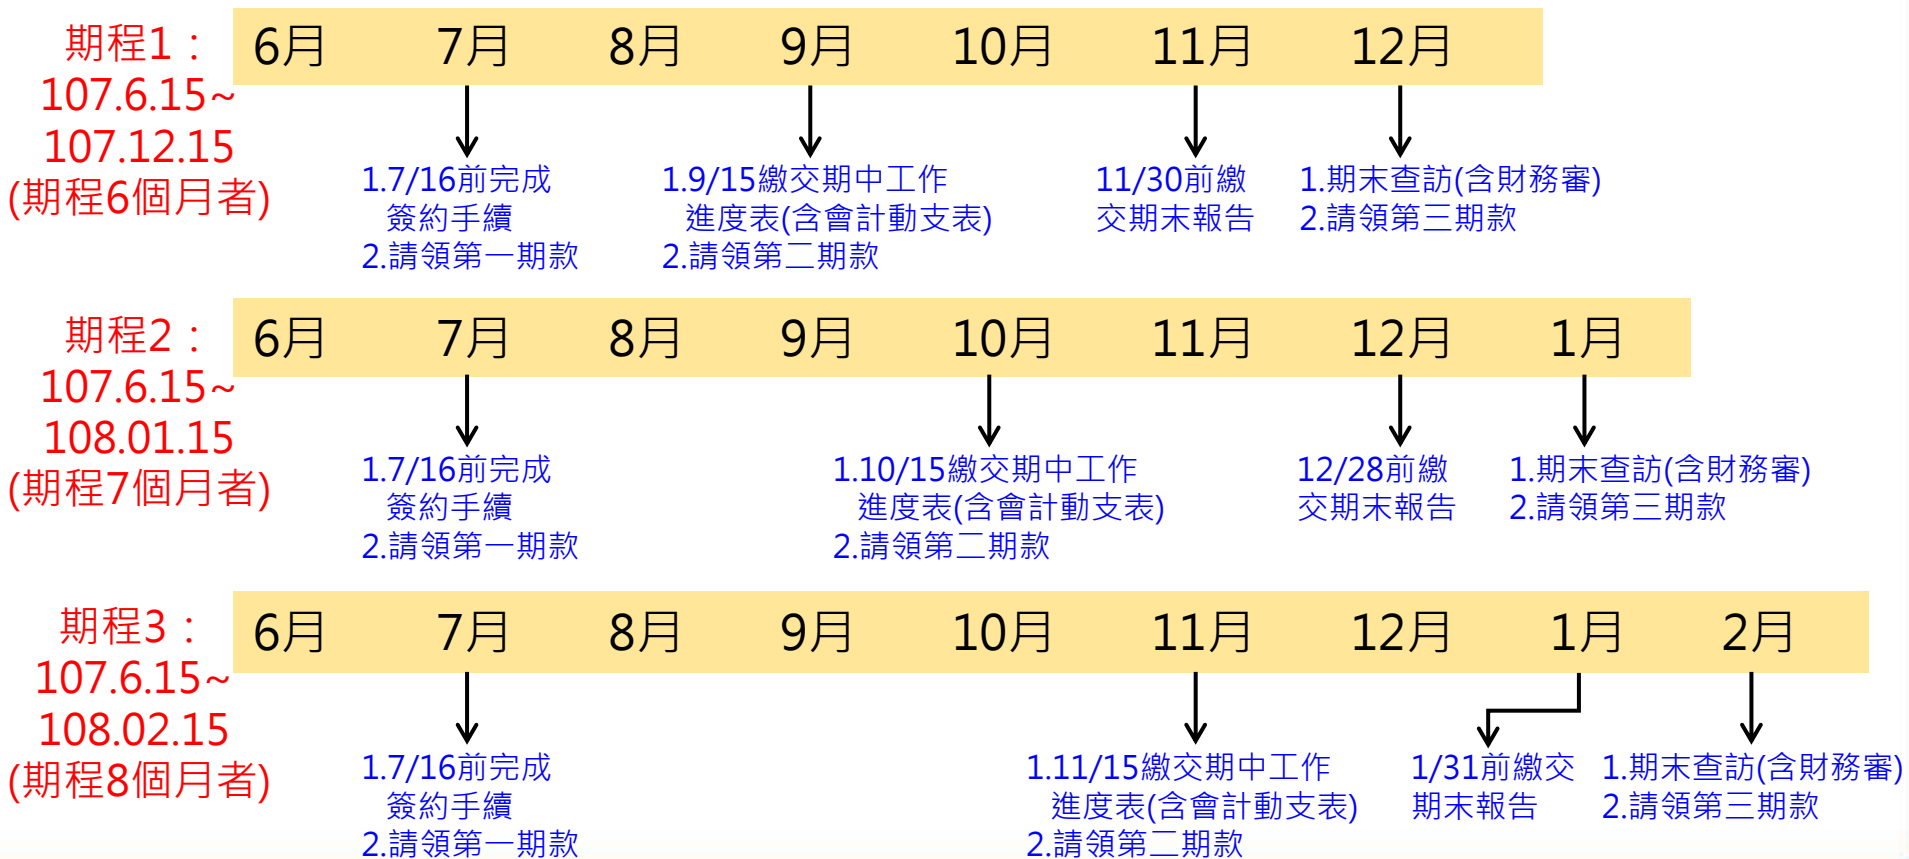 期程1：
107.6.15~
107.12.15
(期程6個月者)
6月 7月 8月 9月 10月 11月 12月
1.7/16前完成
簽約手續
2.請領第一期款
1.9/15繳交期中工作
進度表(含會計動支表)
2.請領第二期款
11/30前繳
交期末報告
1.期末查訪(含財務審)
2.請領第三期款
期程2：
107.6.15~
108.01.15
(期程7個月者)
6月 7月 8月 9月 10月 11月 12月 1月
1.7/16前完成
簽約手續
2.請領第一期款
1.10/15繳交期中工作
進度表(含會計動支表)
2.請領第二期款
12/28前繳
交期末報告
1.期末查訪(含財務審)
2.請領第三期款
期程3：
107.6.15~
108.02.15
(期程8個月者)
6月 7月 8月 9月 10月 11月 12月 1月 2月
1.7/16前完成
簽約手續
2.請領第一期款
1.11/15繳交期中工作
進度表(含會計動支表)
2.請領第二期款
1/31前繳交
期末報告
1.期末查訪(含財務審)
2.請領第三期款